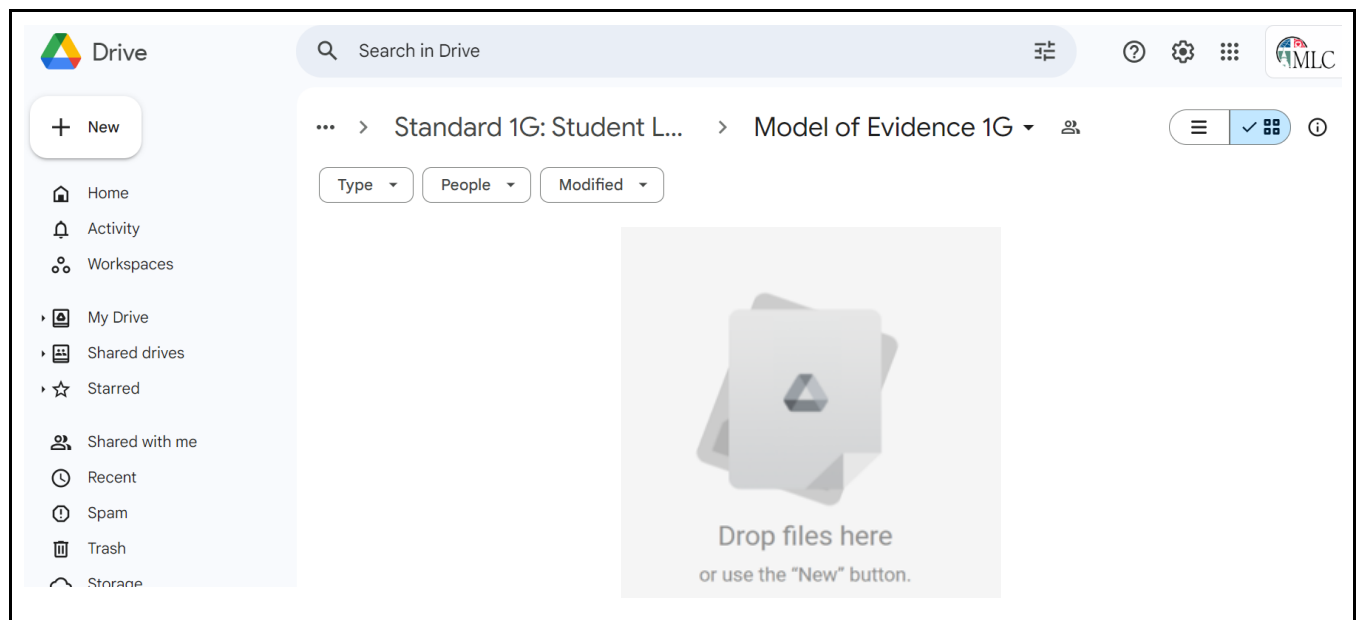 Drive
Search in Drive
AMLC
New
... > Standard 1G: Student L... > Model of Evidence 1G
Type People Modified
Home
Activity
Workspaces
My Drive
Shared drives
Starred
Shared with me
Recent
Spam
Trash
Storage
Drop files here
or use the “New” button.